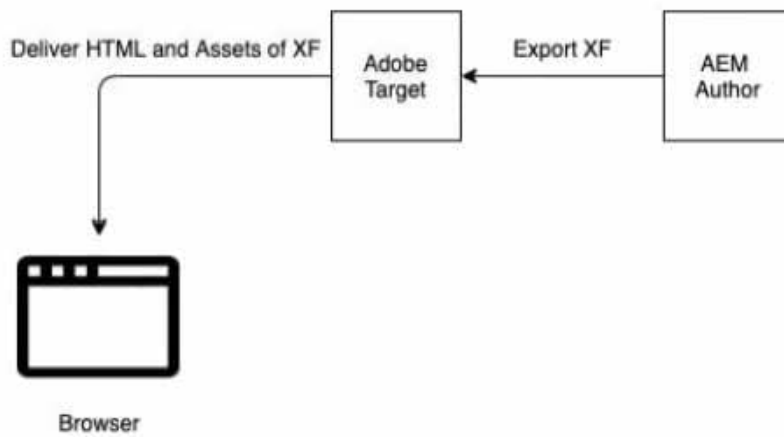 Deliver HTML and Assets of XF
Adobe
Target
Export XF
AEM
Author
Browser